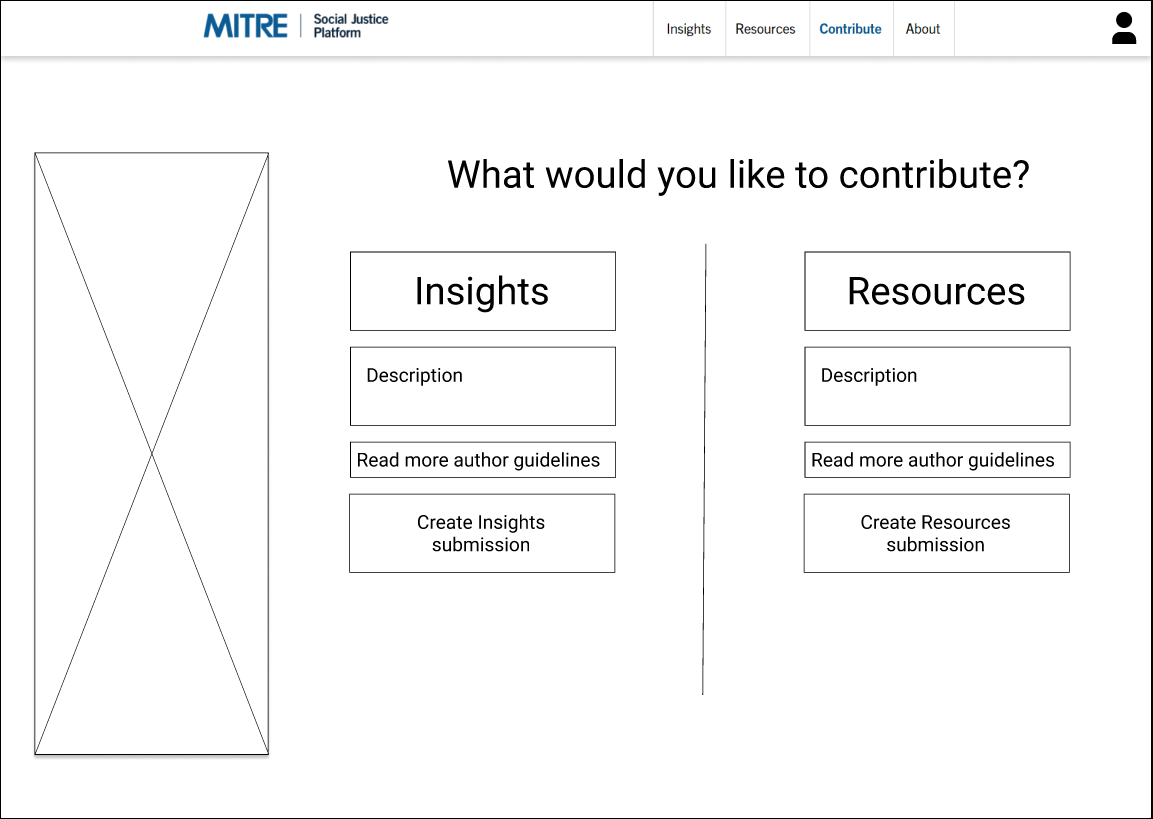 MITRE
Social Justice
Platform
Insights
Resources
Contribute
About
What would you like to contribute?
Insights
Description
Read more author guidelines
Create Insights
submission
Resources
Description
Read more author guidelines
Create Resources
submission